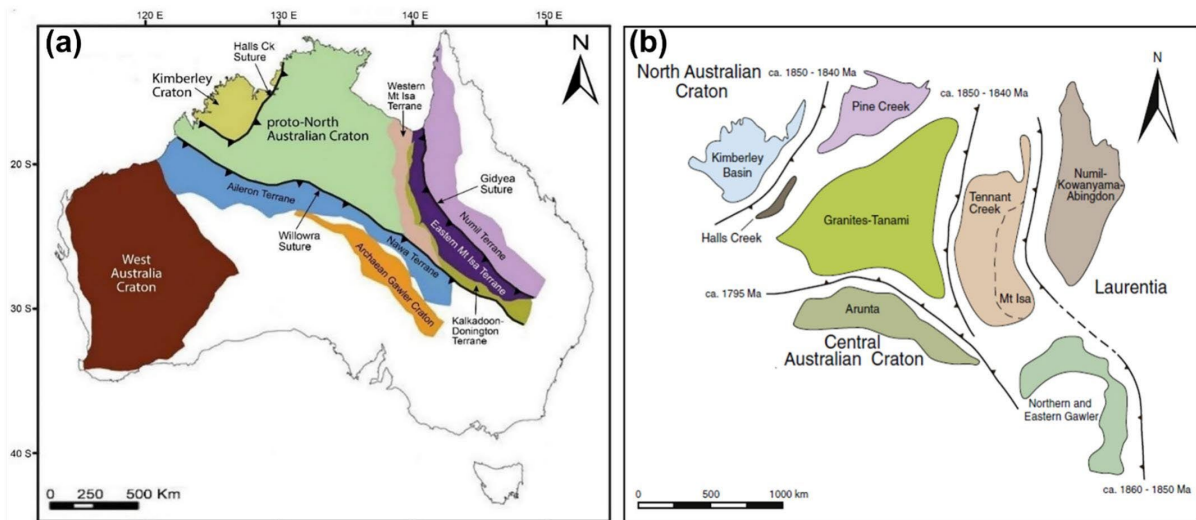 (a)
120 E
130 E
140 E
150 E
N
Halls Ck
Suture
Kimberley
Craton
proto-North
Australian Craton
Western
Mt Isa
Terrane
20 S
Gidyea
Suture
Aileron Terrane
Willowra
Suture
Numil Terrane
Eastern Mt Isa Terrane
Nawa Terrane
Archaean Gawler Craton
West
Australia
Craton
30 S
Kalkadoon-
Donington
Terrane
40 S
0 250 500 Km
(b)
North Australian
Craton
ca. 1850 - 1840 Ma
ca. 1850 - 1840 Ma
N
Pine Creek
Kimberley
Basin
Halls Creek
Granites-Tanami
Tennant
Creek
Numil-
Kowanyama-
Abingdon
Mt Isa
Laurentia
ca. 1795 Ma
Arunta
Central
Australian Craton
Northern and
Eastern Gawler
ca. 1860 - 1850 Ma
0 500 1000 km